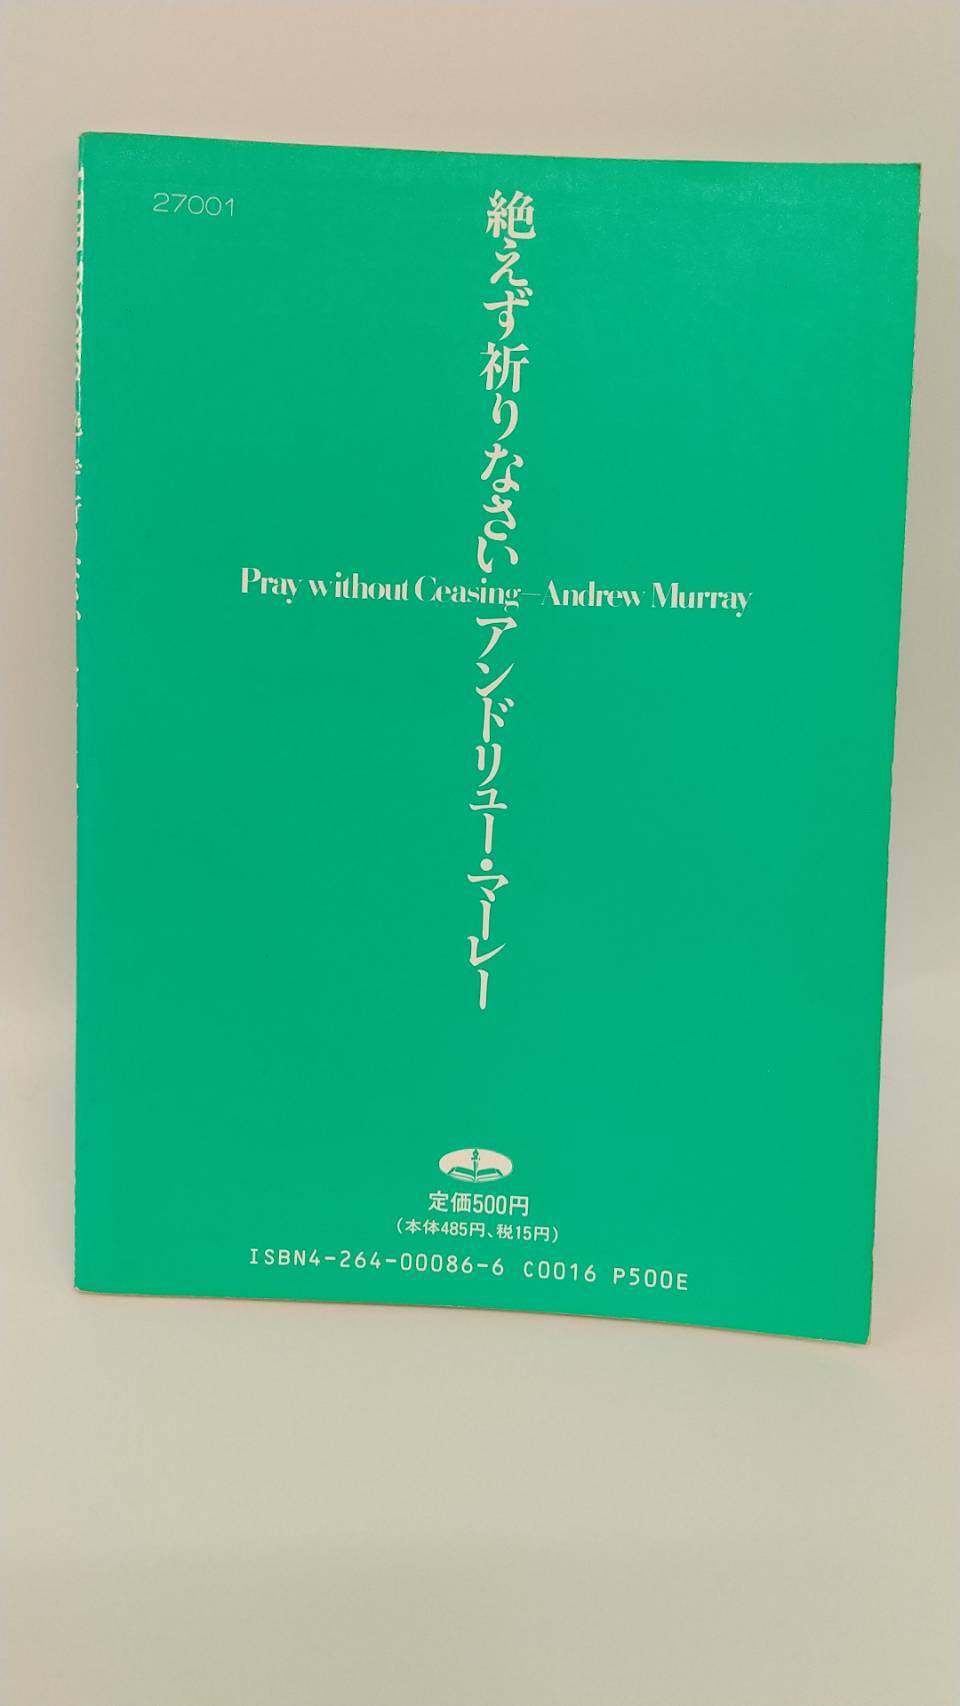 27001
絶えず祈りなさい アンドリュー・マーレー
Pray without Ceasing—Andrew Murray
定価500円
(本体485円、税15円)
ISBN4-264-00086-6 C0016 P500E